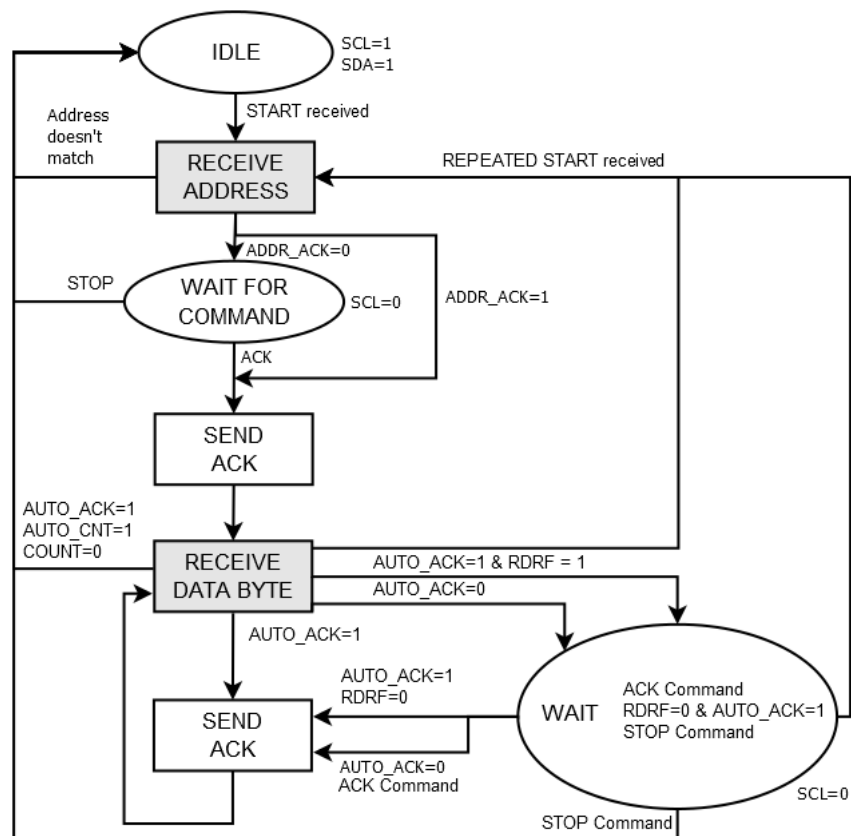 IDLE
SCL=1
SDA=1
START received
Address
doesn't
match
RECEIVE
ADDRESS
REPEATED START received
ADDR_ACK=0
STOP
WAIT FOR
COMMAND
SCL=0
ADDR_ACK=1
ACK
SEND
ACK
AUTO_ACK=1
AUTO_CNT=1
COUNT=0
RECEIVE
DATA BYTE
AUTO_ACK=1 & RDRF = 1
AUTO_ACK=0
AUTO_ACK=1
AUTO_ACK=1
RDRF=0
SEND
ACK
AUTO_ACK=0
ACK Command
WAIT
ACK Command
RDRF=0 & AUTO_ACK=1
STOP Command
SCL=0
STOP Command